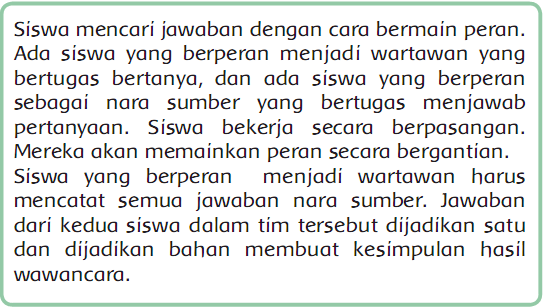 Siswa mencari jawaban dengan cara bermain peran.
Ada siswa yang berperan menjadi wartawan yang
bertugas bertanya, dan ada siswa yang berperan
sebagai nara sumber yang bertugas menjawab
pertanyaan. Siswa bekerja secara berpasangan.
Mereka akan memainkan peran secara bergantian.
Siswa yang berperan menjadi wartawan harus
mencatat semua jawaban nara sumber. Jawaban
dari kedua siswa dalam tim tersebut dijadikan satu
dan dijadikan bahan membuat kesimpulan hasil
wawancara.